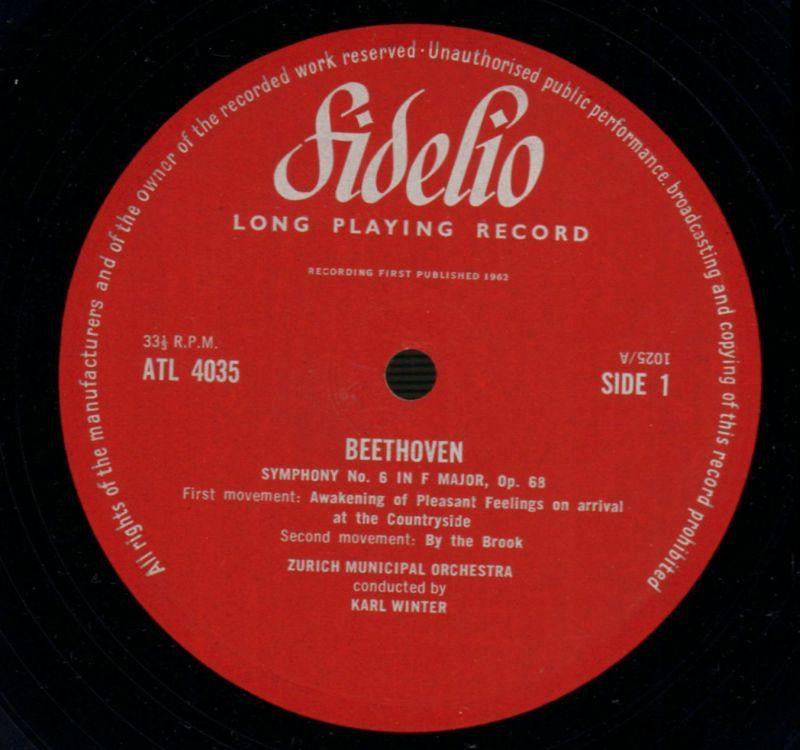 All rights of the manufacturers and of the owner of the recorded work reserved · Unauthorised public performance, broadcasting and copying of this record prohibited
Fidelio
LONG PLAYING RECORD
RECORDING FIRST PUBLISHED 1962
33⅓ R.P.M.
ATL 4035
1025/A
SIDE 1
BEETHOVEN
SYMPHONY No. 6 IN F MAJOR, Op. 68
First movement: Awakening of Pleasant Feelings on arrival
at the Countryside
Second movement: By the Brook
ZURICH MUNICIPAL ORCHESTRA
conducted by
KARL WINTER